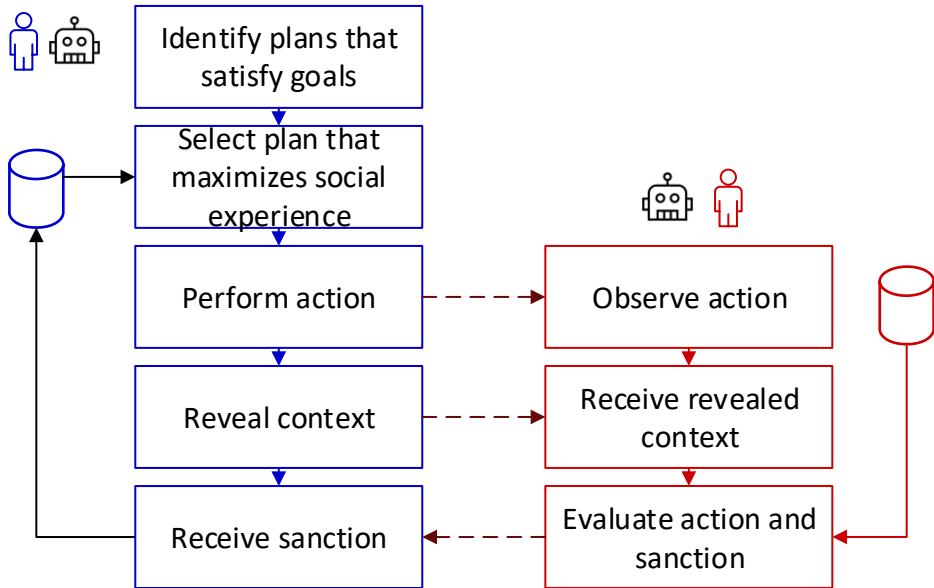 Identify plans that
satisfy goals
Select plan that
maximizes social
experience
Perform action
Observe action
Reveal context
Receive revealed
context
Receive sanction
Evaluate action and
sanction